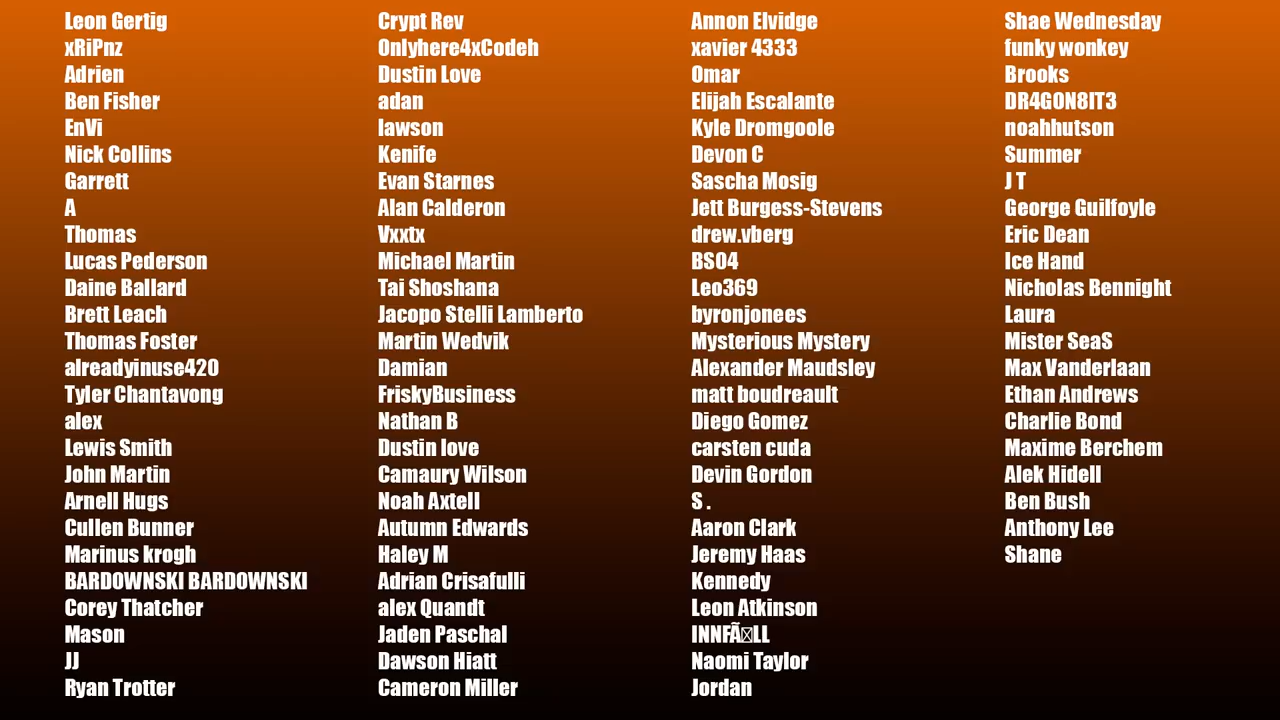 Leon Gertig
xRiPnz
Adrien
Ben Fisher
EnVi
Nick Collins
Garrett
A
Thomas
Lucas Pederson
Daine Ballard
Brett Leach
Thomas Foster
alreadyinuse420
Tyler Chantavong
alex
Lewis Smith
John Martin
Arnell Hugs
Cullen Bunner
Marinus krogh
BARDOWNSKI BARDOWNSKI
Corey Thatcher
Mason
JJ
Ryan Trotter
Crypt Rev
Onlyhere4xCodeh
Dustin Love
adan
lawson
Kenife
Evan Starnes
Alan Calderon
Vxxtx
Michael Martin
Tai Shoshana
Jacopo Stelli Lamberto
Martin Wedvik
Damian
FriskyBusiness
Nathan B
Dustin love
Camaury Wilson
Noah Axtell
Autumn Edwards
Haley M
Adrian Crisafulli
alex Quandt
Jaden Paschal
Dawson Hiatt
Cameron Miller
Annon Elvidge
xavier 4333
Omar
Elijah Escalante
Kyle Dromgoole
Devon C
Sascha Mosig
Jett Burgess-Stevens
drew.vberg
BS04
Leo369
byronjonees
Mysterious Mystery
Alexander Maudsley
matt boudreault
Diego Gomez
carsten cuda
Devin Gordon
S .
Aaron Clark
Jeremy Haas
Kennedy
Leon Atkinson
INNFÃ�LL
Naomi Taylor
Jordan
Shae Wednesday
funky wonkey
Brooks
DR4G0N8IT3
noahhutson
Summer
J T
George Guilfoyle
Eric Dean
Ice Hand
Nicholas Bennight
Laura
Mister SeaS
Max Vanderlaan
Ethan Andrews
Charlie Bond
Maxime Berchem
Alek Hidell
Ben Bush
Anthony Lee
Shane